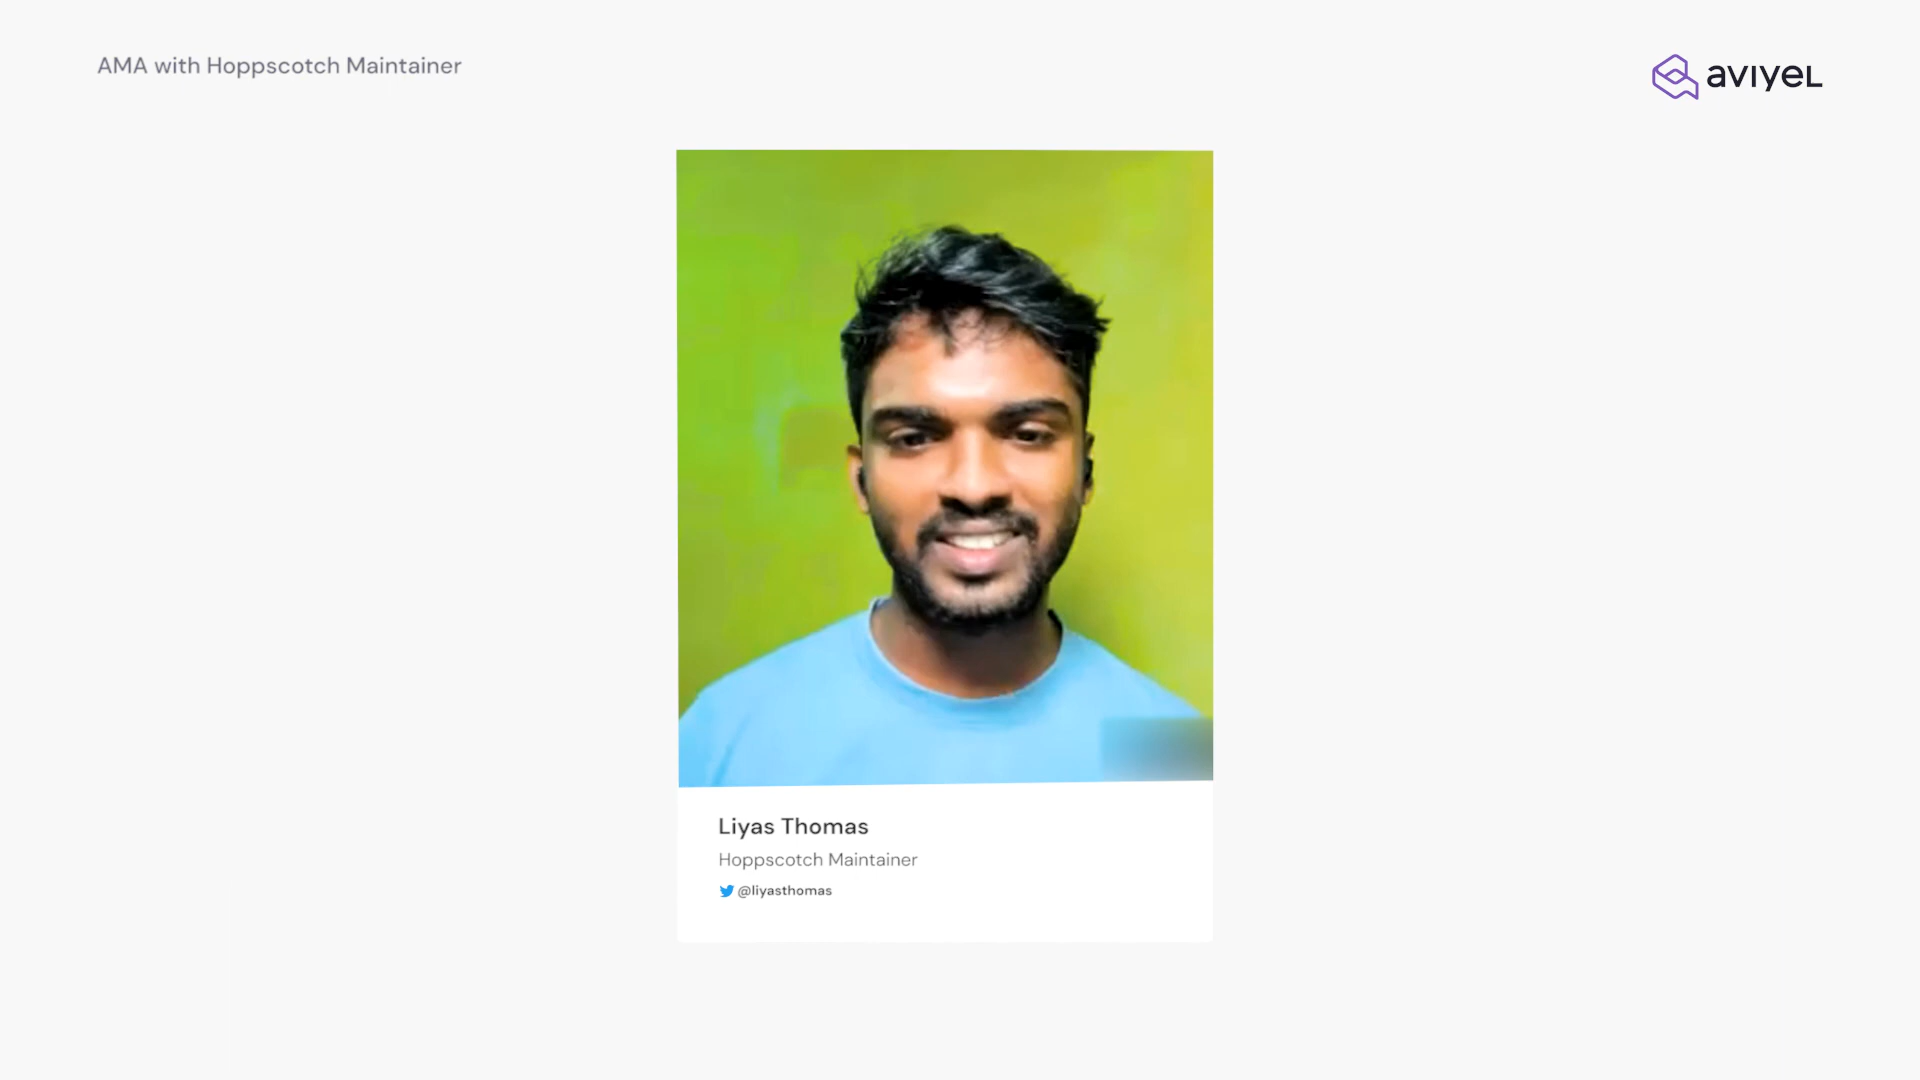 AMA with Hoppscotch Maintainer
aviyel
Liyas Thomas
Hoppscotch Maintainer
@liyasthomas